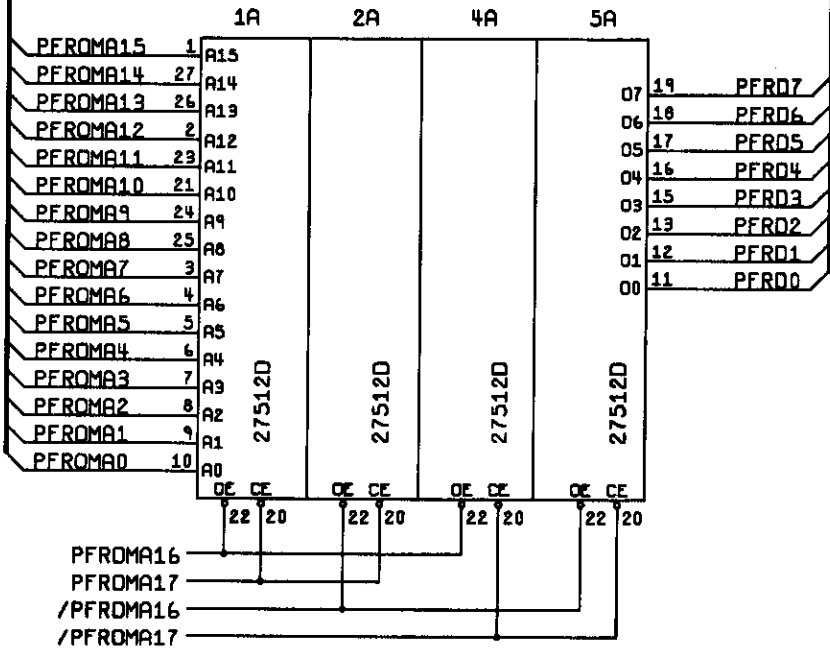 1A 2A 4A 5A
PFROMA15 1 A15
PFROMA14 27 A14
PFROMA13 26 A13
PFROMA12 2 A12
PFROMA11 23 A11
PFROMA10 21 A10
PFROMA9 24 A9
PFROMA8 25 A8
PFROMA7 3 A7
PFROMA6 4 A6
PFROMA5 5 A5
PFROMA4 6 A4
PFROMA3 7 A3
PFROMA2 8 A2
PFROMA1 9 A1
PFROMA0 10 A0
O7 19 PFRD7
O6 18 PFRD6
O5 17 PFRD5
O4 16 PFRD4
O3 15 PFRD3
O2 13 PFRD2
O1 12 PFRD1
O0 11 PFRD0
27512D 27512D 27512D 27512D
OE CE OE CE OE CE OE CE
22 20 22 20 22 20 22 20
PFROMA16
PFROMA17
/PFROMA16
/PFROMA17